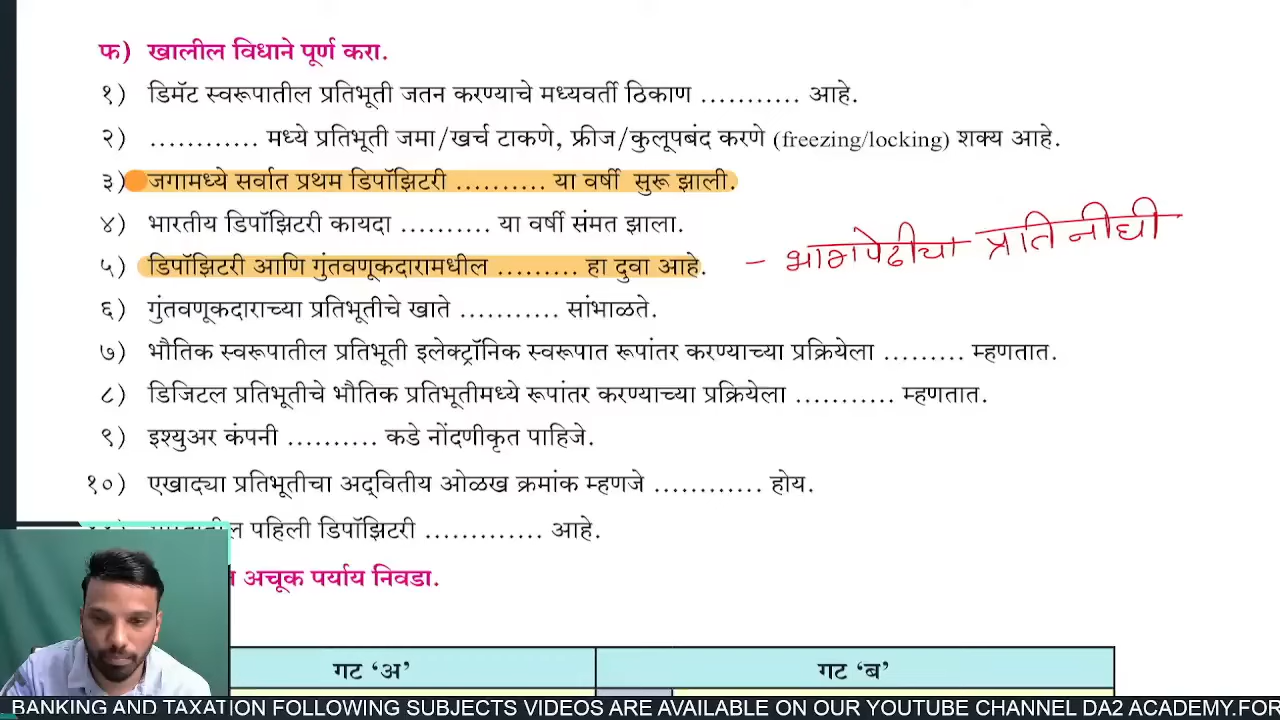 फ) खालील विधाने पूर्ण करा.
१) डिमॅट स्वरूपातील प्रतिभूती जतन करण्याचे मध्यवर्ती ठिकाण ........... आहे.
२) ............ मध्ये प्रतिभूती जमा/खर्च टाकणे, फ्रीज/कुलूपबंद करणे (freezing/locking) शक्य आहे.
३) जगामध्ये सर्वात प्रथम डिपॉझिटरी .......... या वर्षी सुरू झाली.
४) भारतीय डिपॉझिटरी कायदा .......... या वर्षी संमत झाला.
५) डिपॉझिटरी आणि गुंतवणूकदारामधील ......... हा दुवा आहे. - भागपेढीचा प्रातिनीधी
६) गुंतवणूकदाराच्या प्रतिभूतीचे खाते ........... सांभाळते.
७) भौतिक स्वरूपातील प्रतिभूती इलेक्ट्रॉनिक स्वरूपात रूपांतर करण्याच्या प्रक्रियेला ......... म्हणतात.
८) डिजिटल प्रतिभूतीचे भौतिक प्रतिभूतीमध्ये रूपांतर करण्याच्या प्रक्रियेला ........... म्हणतात.
९) इश्युअर कंपनी .......... कडे नोंदणीकृत पाहिजे.
१०) एखाद्या प्रतिभूतीचा अद्‌वितीय ओळख क्रमांक म्हणजे ............ होय.
पहिली डिपॉझिटरी ............. आहे.
अचूक पर्याय निवडा.
गट ‘अ’ गट ‘ब’
BANKING AND TAXATION FOLLOWING SUBJECTS VIDEOS ARE AVAILABLE ON OUR YOUTUBE CHANNEL DA2 ACADEMY.FOR